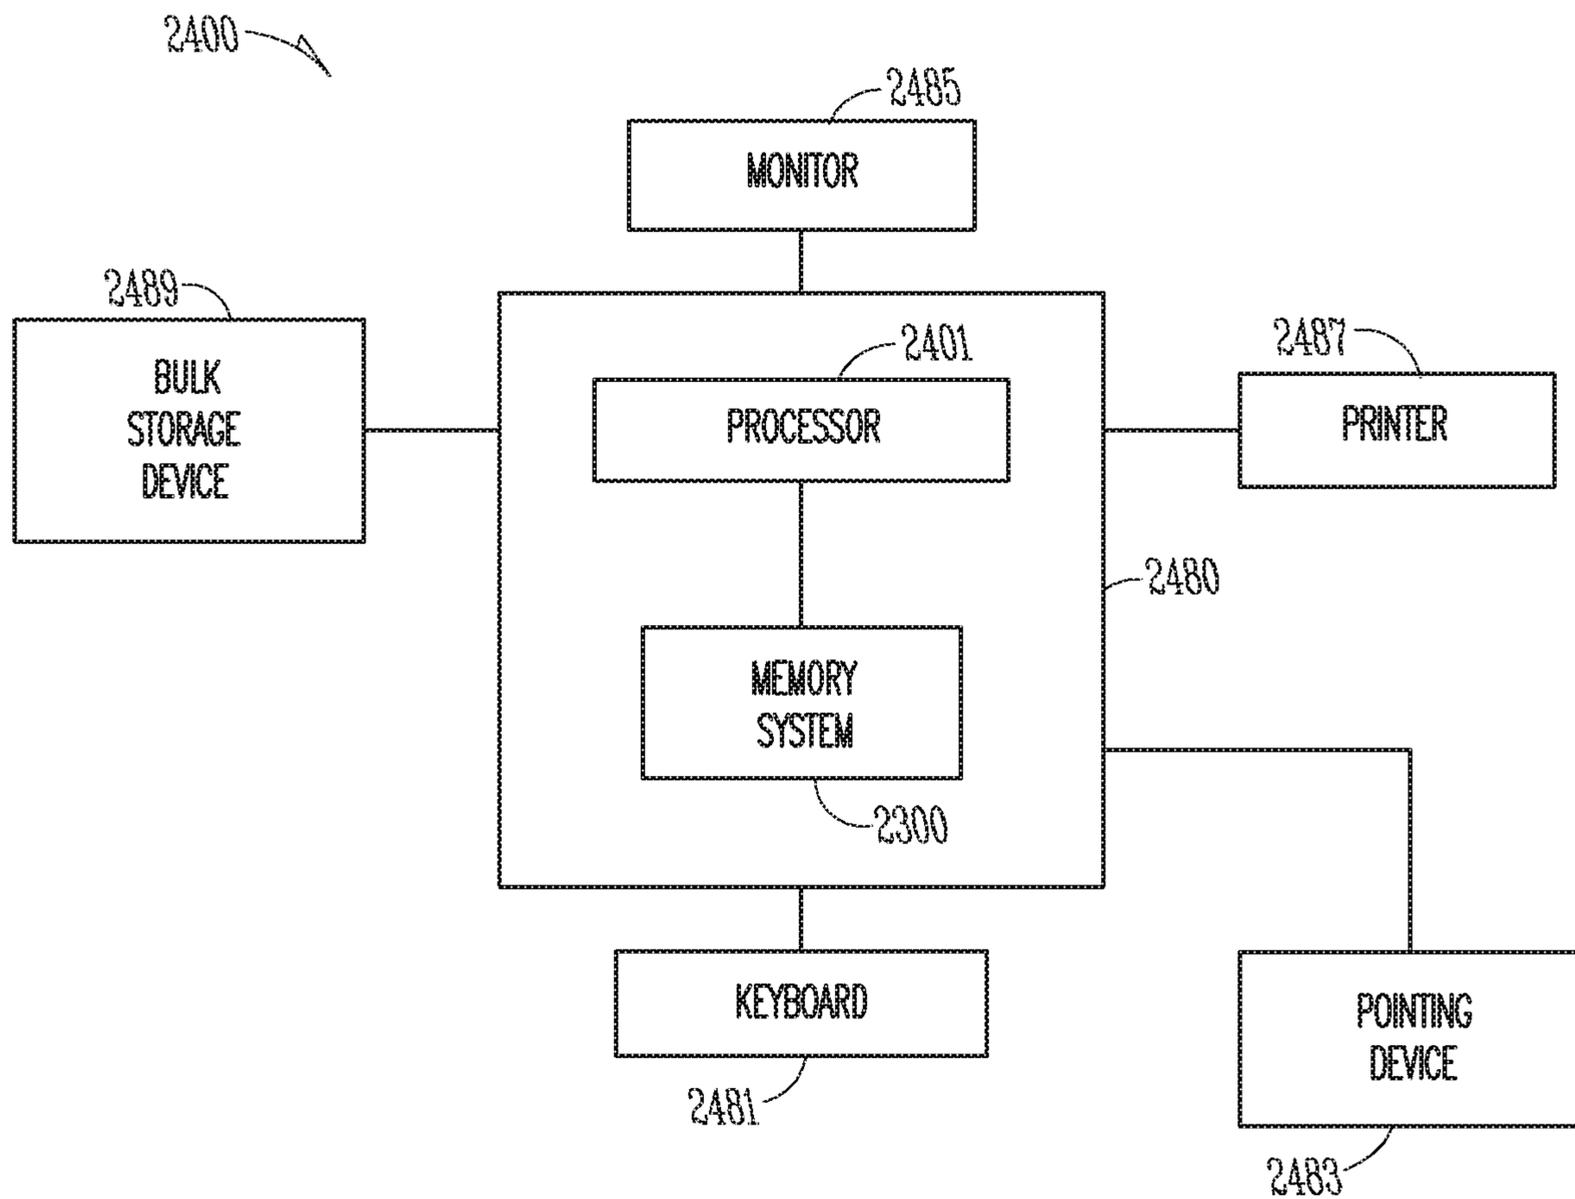 2400
2485
MONITOR
2489
BULK
STORAGE
DEVICE
2401
PROCESSOR
2487
PRINTER
2480
MEMORY
SYSTEM
2300
KEYBOARD
2481
POINTING
DEVICE
2483